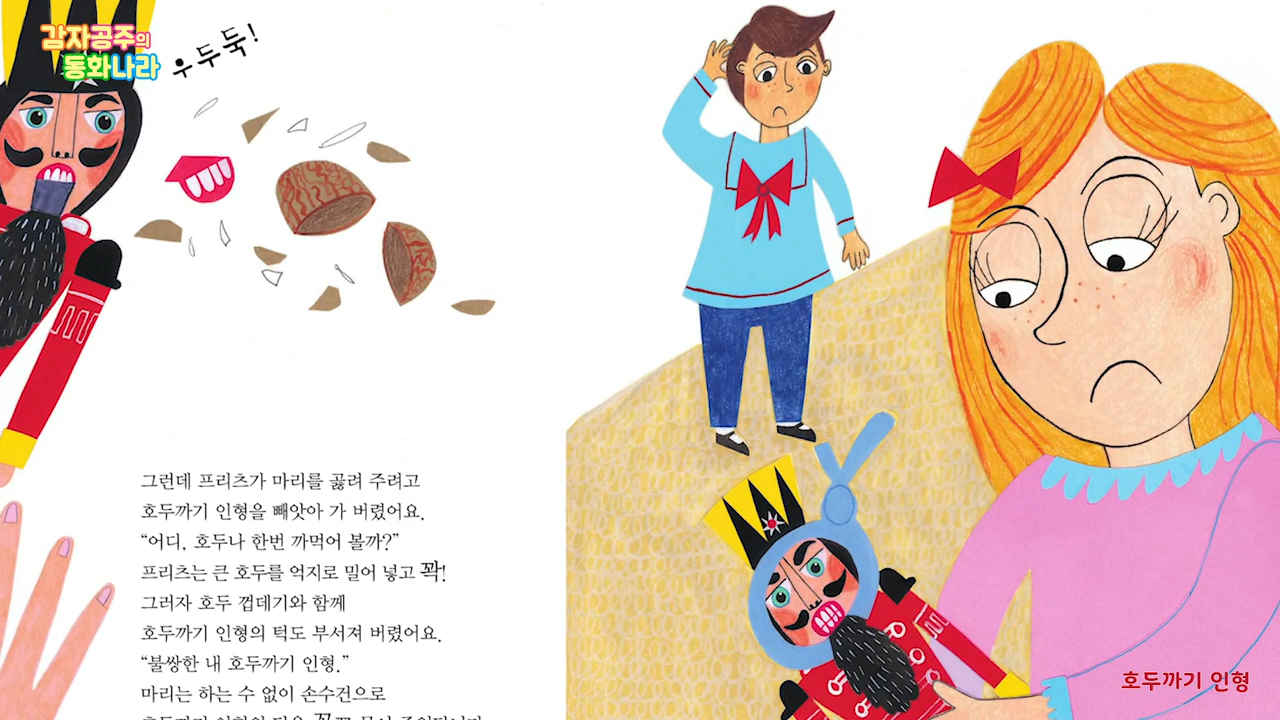 감자공주의
동화나라
우두둑!
그런데 프리츠가 마리를 곯려 주려고
호두까기 인형을 빼앗아 가 버렸어요.
“어디, 호두나 한번 까먹어 볼까?”
프리츠는 큰 호두를 억지로 밀어 넣고 꽉!
그러자 호두 껍데기와 함께
호두까기 인형의 턱도 부서져 버렸어요.
“불쌍한 내 호두까기 인형.”
마리는 하는 수 없이 손수건으로
호두까기 인형